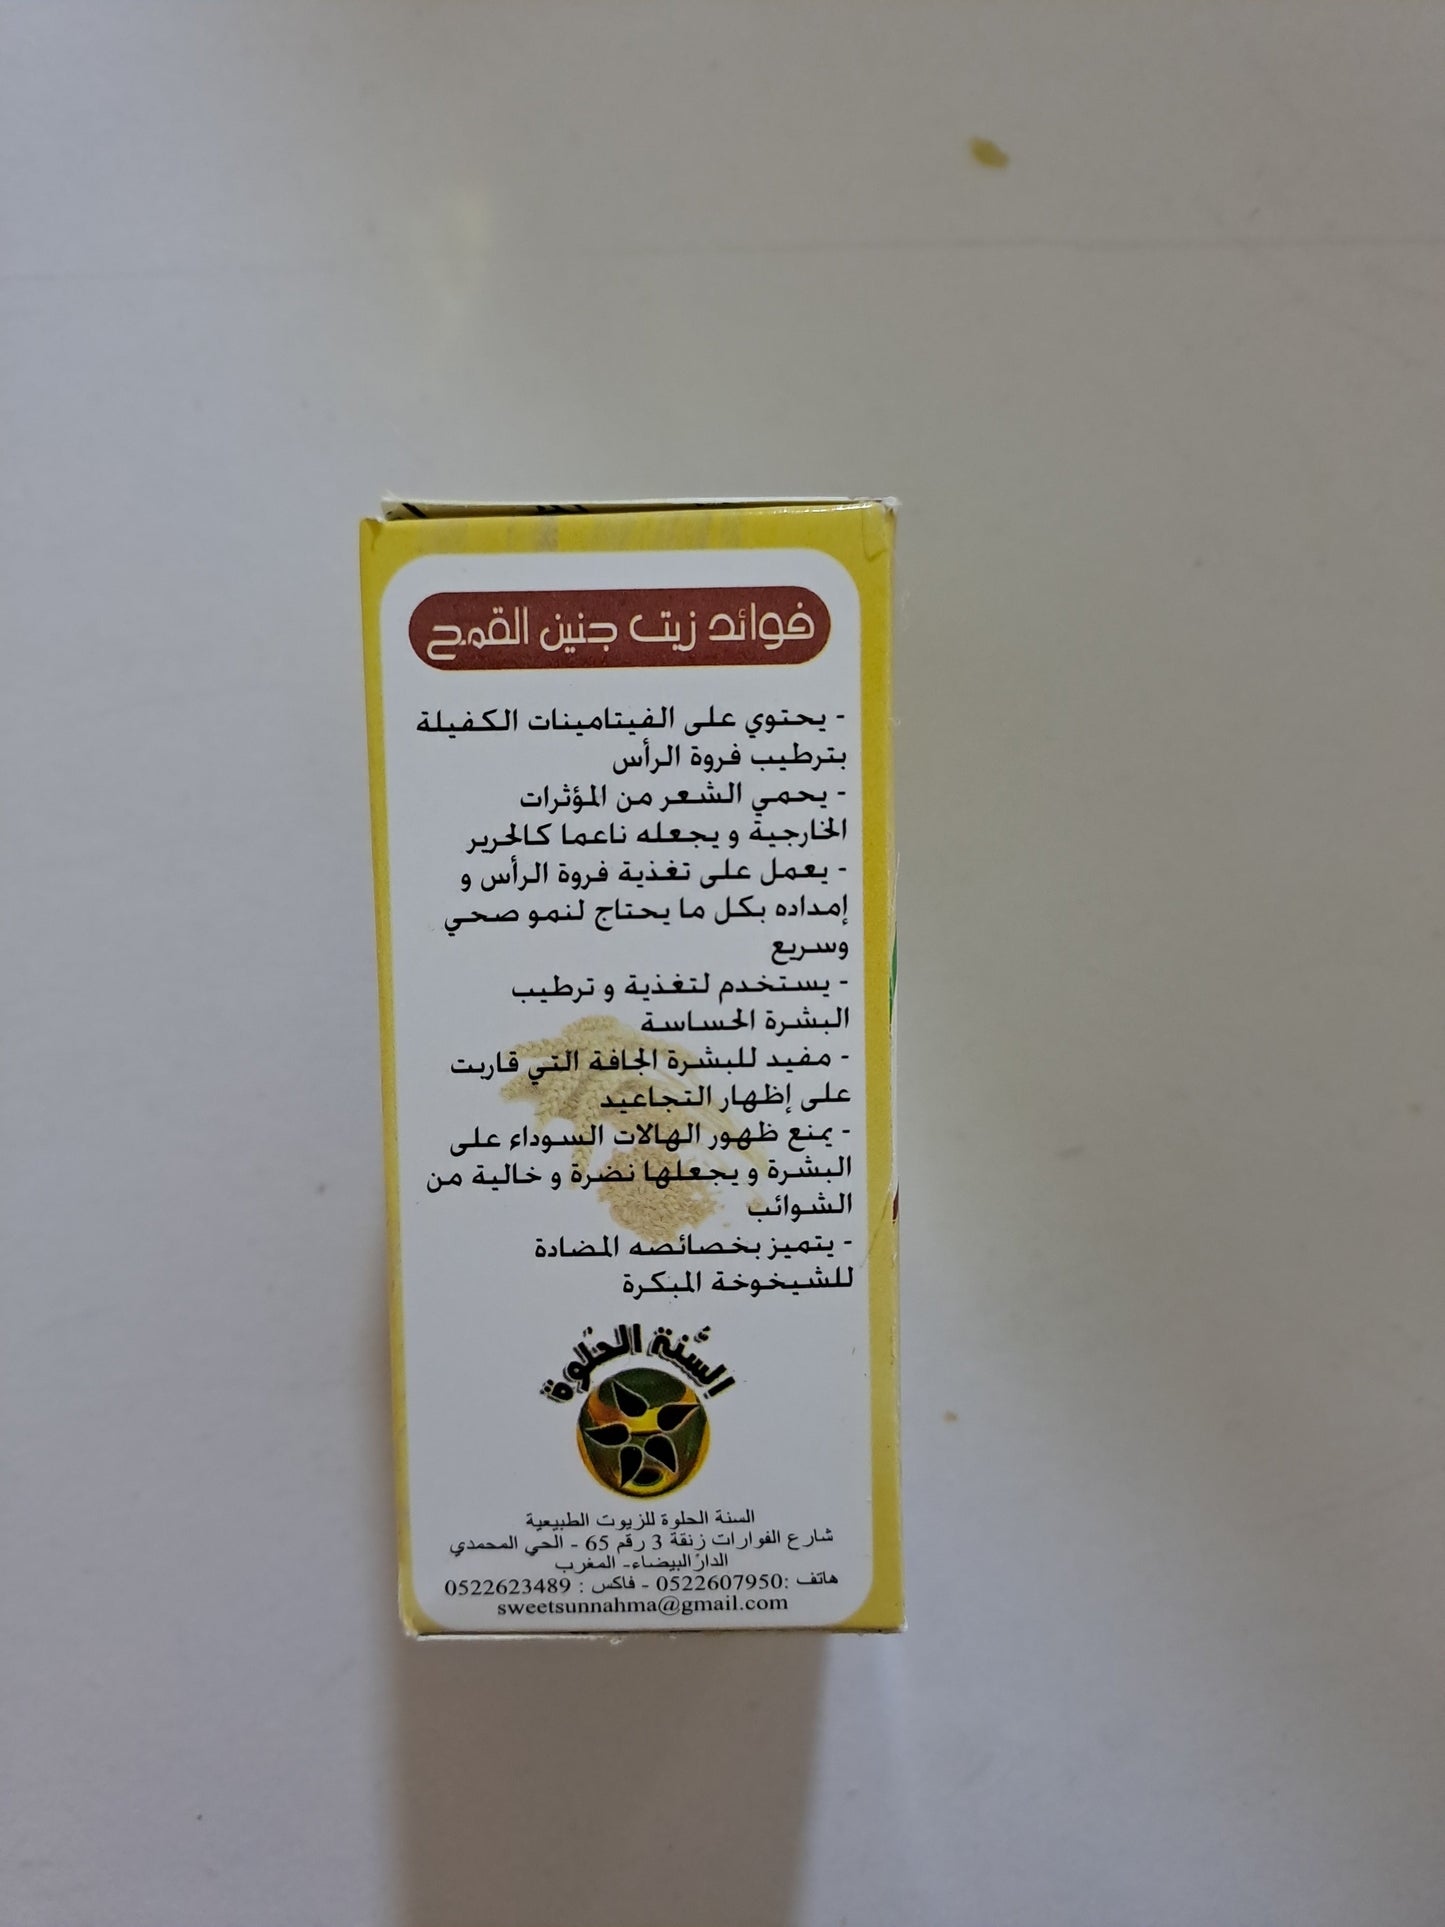 فوائد زيت جنين القمح
- يحتوي على الفيتامينات الكفيلة
بترطيب فروة الرأس
- يحمي الشعر من المؤثرات
الخارجية و يجعله ناعما كالحرير
- يعمل على تغذية فروة الرأس و
إمداده بكل ما يحتاج لنمو صحي
وسريع
- يستخدم لتغذية و ترطيب
البشرة الحساسة
- مفيد للبشرة الجافة التي قاربت
على إظهار التجاعيد
- يمنع ظهور الهالات السوداء على
البشرة و يجعلها نضرة و خالية من
الشوائب
- يتميز بخصائصه المضادة
للشيخوخة المبكرة
السنة الحلوة
السنة الحلوة للزيوت الطبيعية
شارع الفوارات زنقة 3 رقم 65 - الحي المحمدي
الدار البيضاء- المغرب
هاتف :0522607950 - فاكس : 0522623489
sweetsunnahma@gmail.com